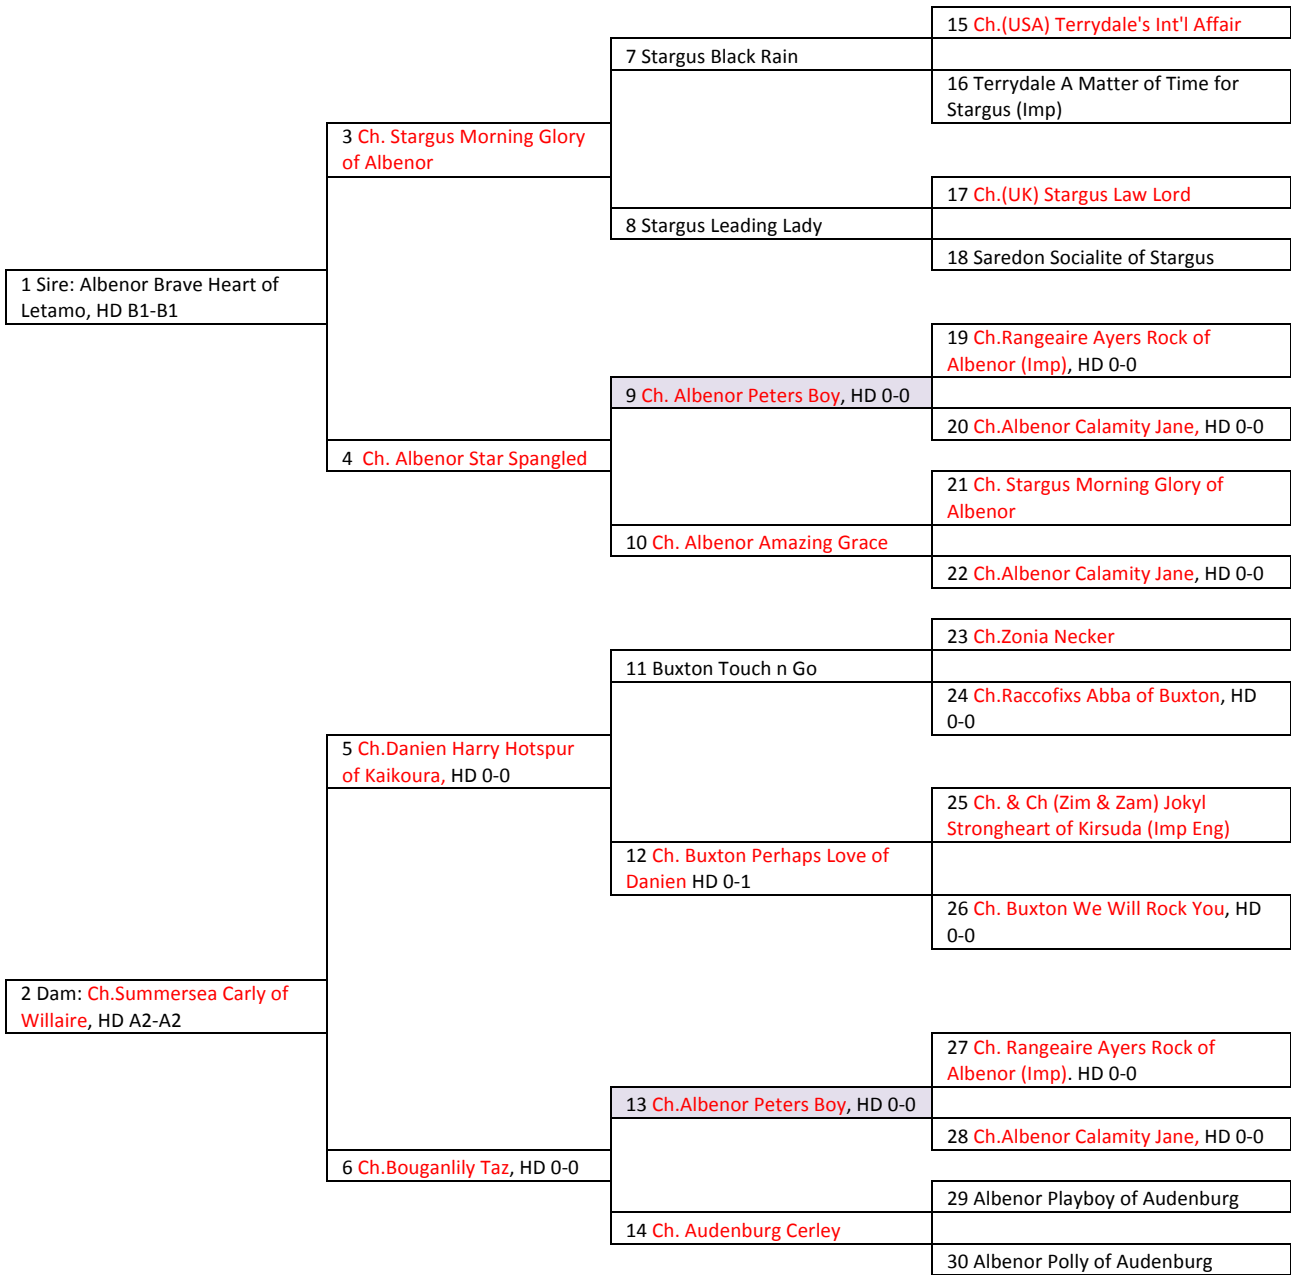 15 Ch.(USA) Terrydale's Int'l Affair
7 Stargus Black Rain
16 Terrydale A Matter of Time for
Stargus (Imp)
3 Ch. Stargus Morning Glory
of Albenor
17 Ch.(UK) Stargus Law Lord
8 Stargus Leading Lady
18 Saredon Socialite of Stargus
1 Sire: Albenor Brave Heart of
Letamo, HD B1-B1
19 Ch.Rangeaire Ayers Rock of
Albenor (Imp), HD 0-0
9 Ch. Albenor Peters Boy, HD 0-0
20 Ch.Albenor Calamity Jane, HD 0-0
4 Ch. Albenor Star Spangled
21 Ch. Stargus Morning Glory of
Albenor
10 Ch. Albenor Amazing Grace
22 Ch.Albenor Calamity Jane, HD 0-0
23 Ch.Zonia Necker
11 Buxton Touch n Go
24 Ch.Raccofixs Abba of Buxton, HD
0-0
5 Ch.Danien Harry Hotspur
of Kaikoura, HD 0-0
25 Ch. & Ch (Zim & Zam) Jokyl
Strongheart of Kirsuda (Imp Eng)
12 Ch. Buxton Perhaps Love of
Danien HD 0-1
26 Ch. Buxton We Will Rock You, HD
0-0
2 Dam: Ch.Summersea Carly of
Willaire, HD A2-A2
27 Ch. Rangeaire Ayers Rock of
Albenor (Imp). HD 0-0
13 Ch.Albenor Peters Boy, HD 0-0
28 Ch.Albenor Calamity Jane, HD 0-0
6 Ch.Bouganlily Taz, HD 0-0
29 Albenor Playboy of Audenburg
14 Ch. Audenburg Cerley
30 Albenor Polly of Audenburg